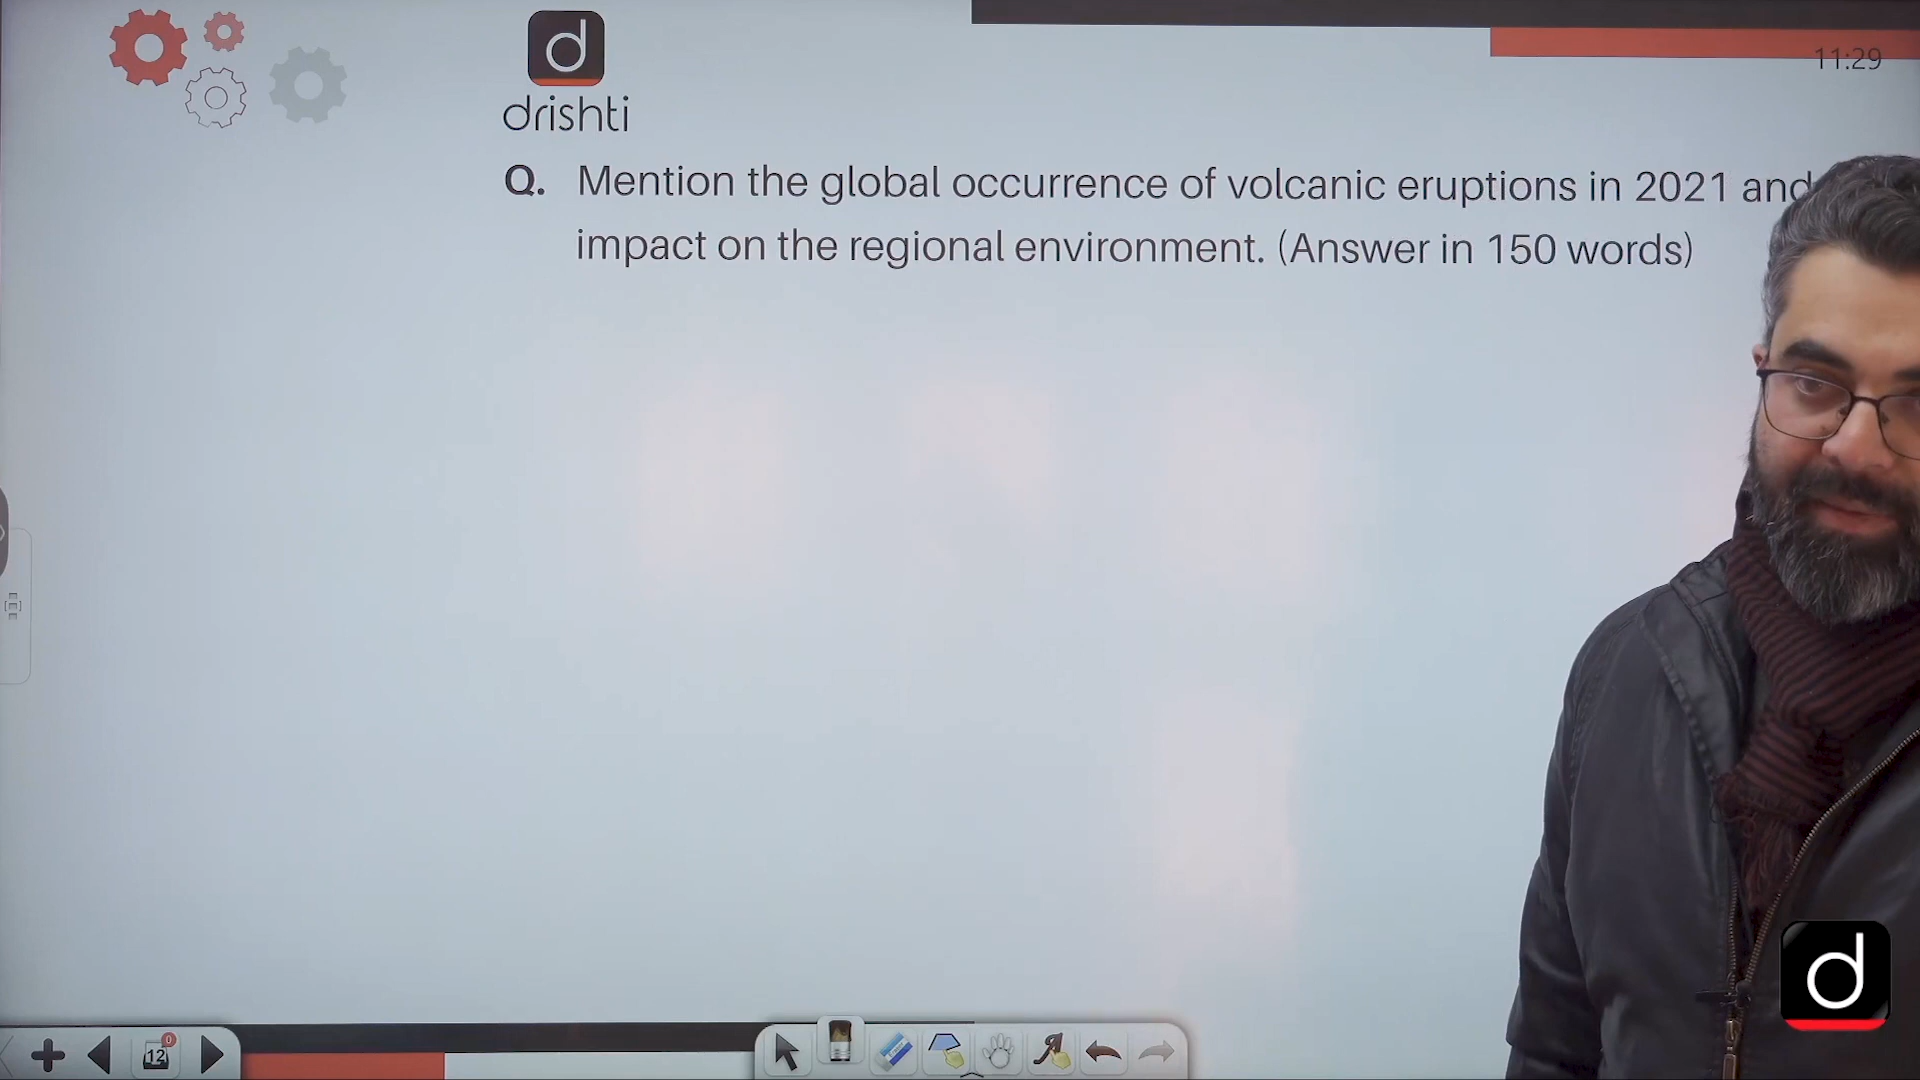 d
drishti
11:29
Q. Mention the global occurrence of volcanic eruptions in 2021 and
impact on the regional environment. (Answer in 150 words)
12
0
d